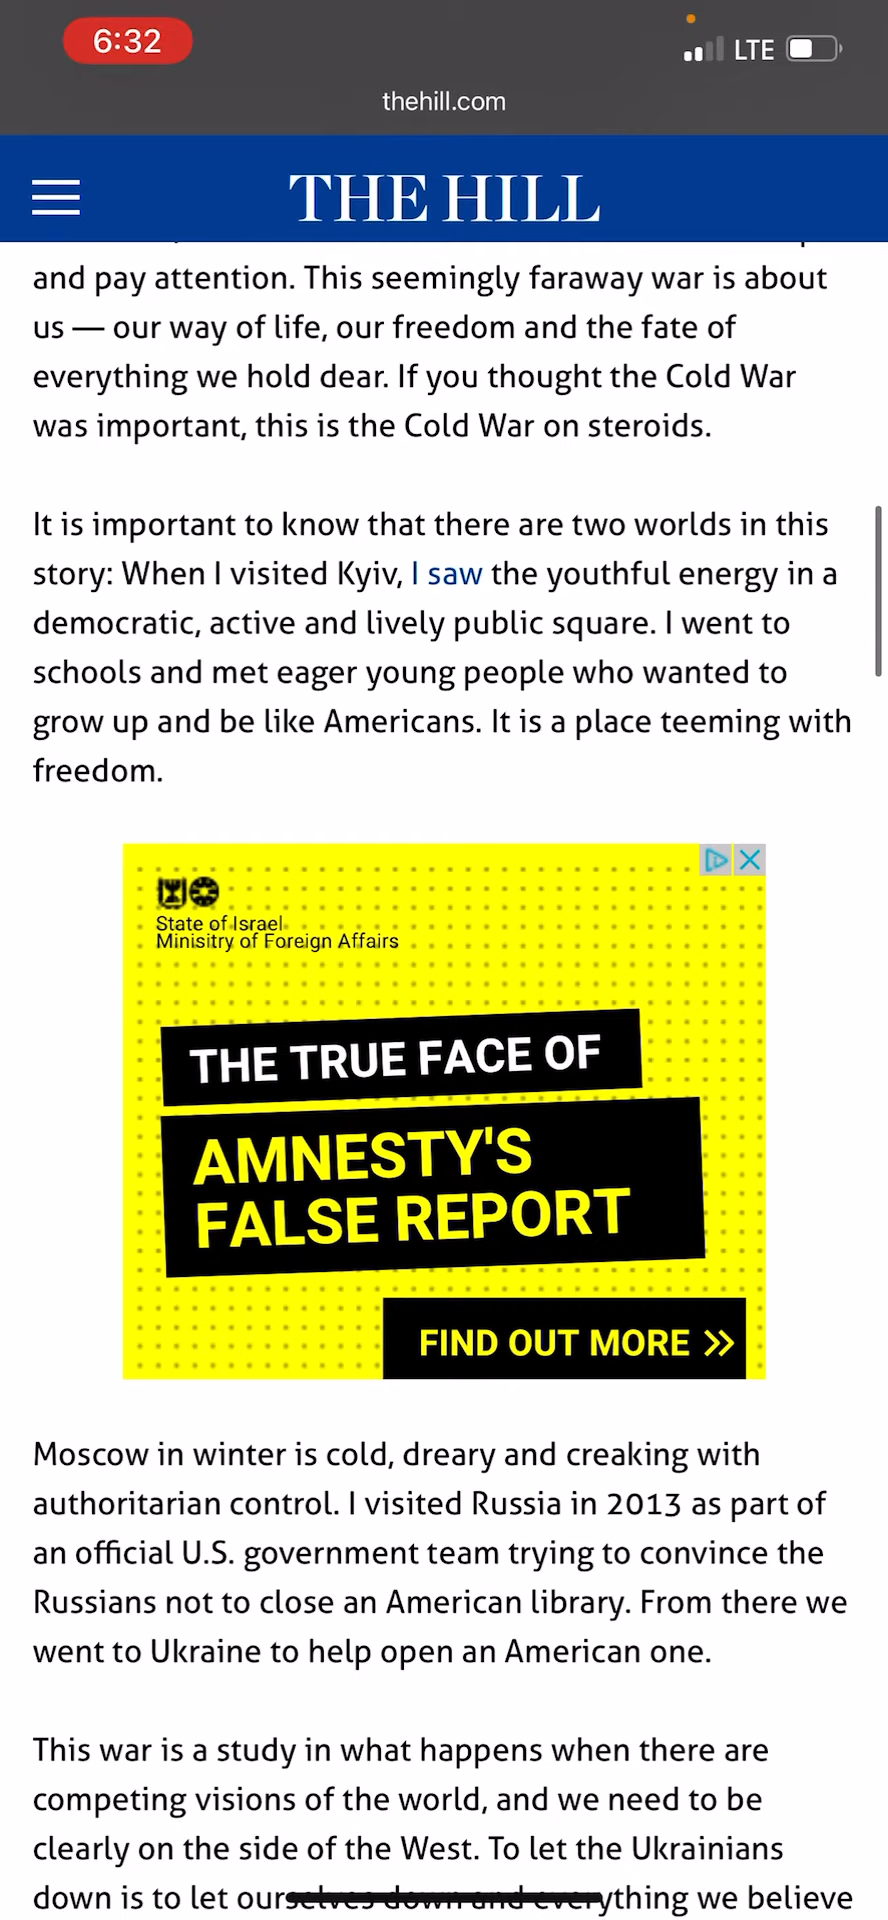 6:32
LTE
thehill.com
THE HILL
and pay attention. This seemingly faraway war is about
us — our way of life, our freedom and the fate of
everything we hold dear. If you thought the Cold War
was important, this is the Cold War on steroids.
It is important to know that there are two worlds in this
story: When I visited Kyiv, I saw the youthful energy in a
democratic, active and lively public square. I went to
schools and met eager young people who wanted to
grow up and be like Americans. It is a place teeming with
freedom.
State of Israel
Minisitry of Foreign Affairs
THE TRUE FACE OF
AMNESTY'S
FALSE REPORT
FIND OUT MORE »
Moscow in winter is cold, dreary and creaking with
authoritarian control. I visited Russia in 2013 as part of
an official U.S. government team trying to convince the
Russians not to close an American library. From there we
went to Ukraine to help open an American one.
This war is a study in what happens when there are
competing visions of the world, and we need to be
clearly on the side of the West. To let the Ukrainians
down is to let ourselves down and everything we believe